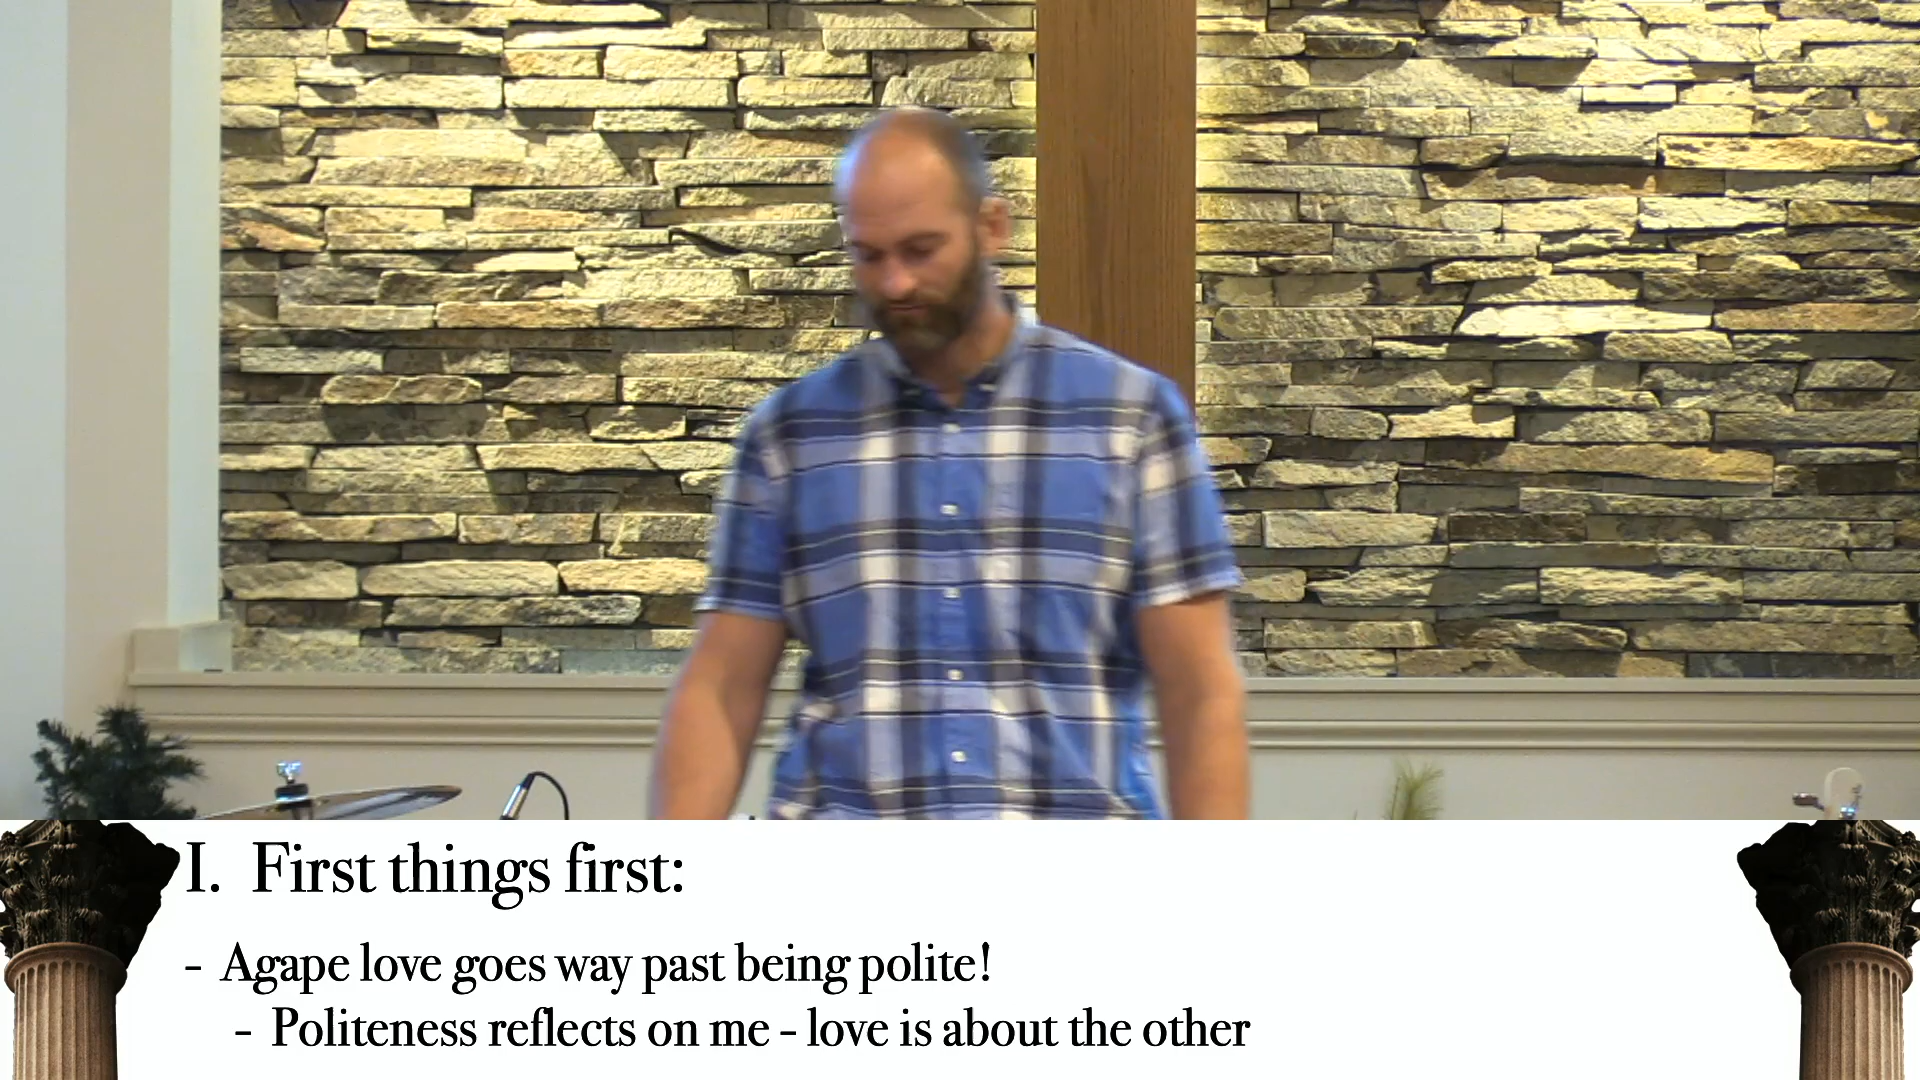 I. First things first:
- Agape love goes way past being polite!
- Politeness reflects on me - love is about the other